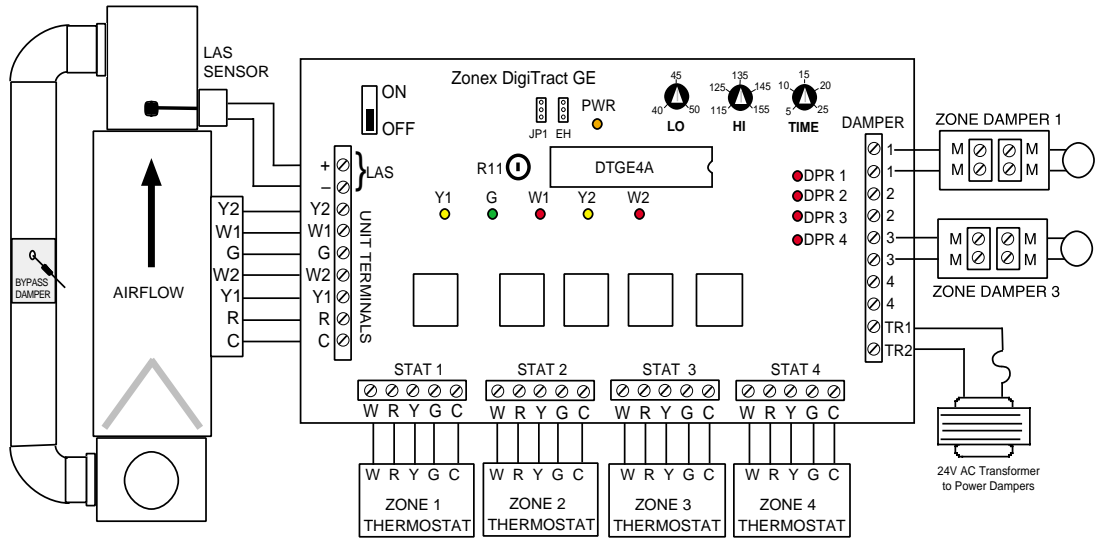 LAS
SENSOR
BYPASS
DAMPER
AIRFLOW
Y2
W1
G
W2
Y1
R
C
ON
OFF
Zonex DigiTract GE
JP1 EH
PWR
45
40 50
LO
135
125 145
115 155
HI
15
10 20
5 25
TIME
R11
DTGE4A
Y1 G W1 Y2 W2
DPR 1
DPR 2
DPR 3
DPR 4
+
–
LAS
Y2
W1
G
W2
Y1
R
C
UNIT TERMINALS
DAMPER
1
1
2
2
3
3
4
4
TR1
TR2
ZONE DAMPER 1
M M
M M
M M
M M
ZONE DAMPER 3
24V AC Transformer
to Power Dampers
STAT 1 STAT 2 STAT 3 STAT 4
W R Y G C W R Y G C W R Y G C W R Y G C
W R Y G C W R Y G C W R Y G C W R Y G C
ZONE 1
THERMOSTAT
ZONE 2
THERMOSTAT
ZONE 3
THERMOSTAT
ZONE 4
THERMOSTAT